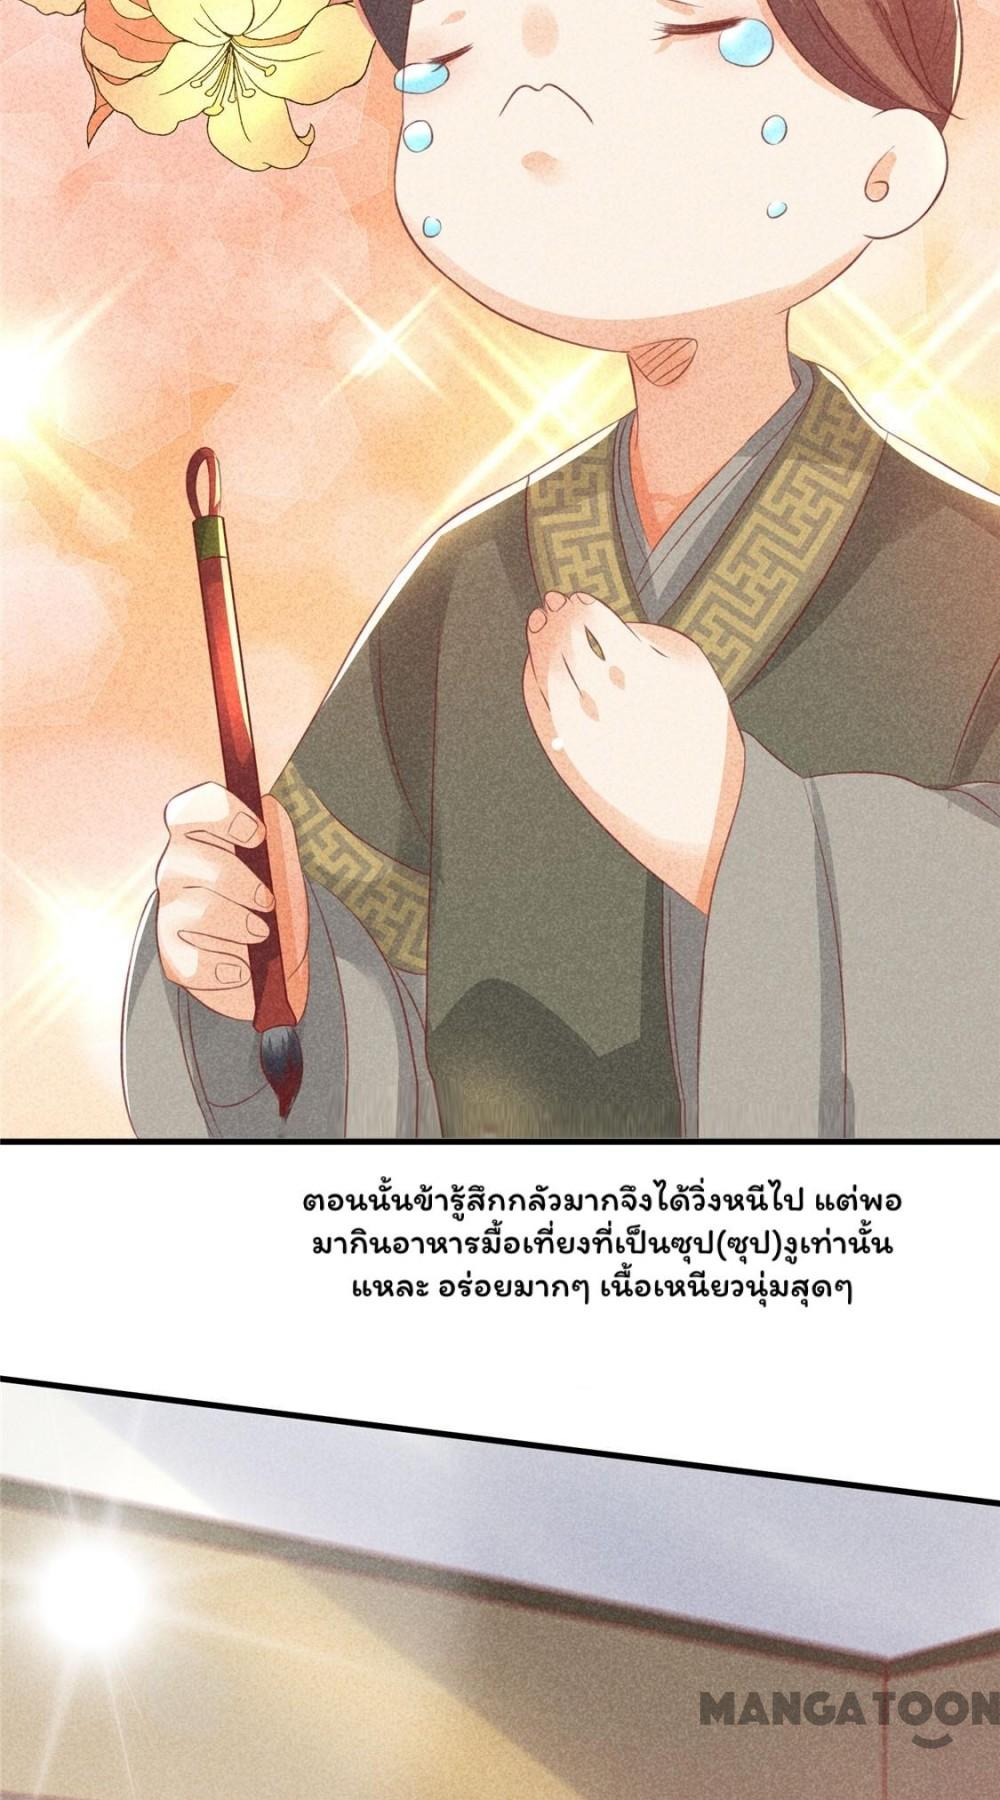 ตอนนั้นข้ารู้สึกกลัวมากจึงได้วิ่งหนีไป แต่พอ
มากินอาหารมื้อเที่ยงที่เป็นซุป(ซุป)งูเท่านั้น
แหละ อร่อยมากๆ เนื้อเหนียวนุ่มสุดๆ
MANGATOON